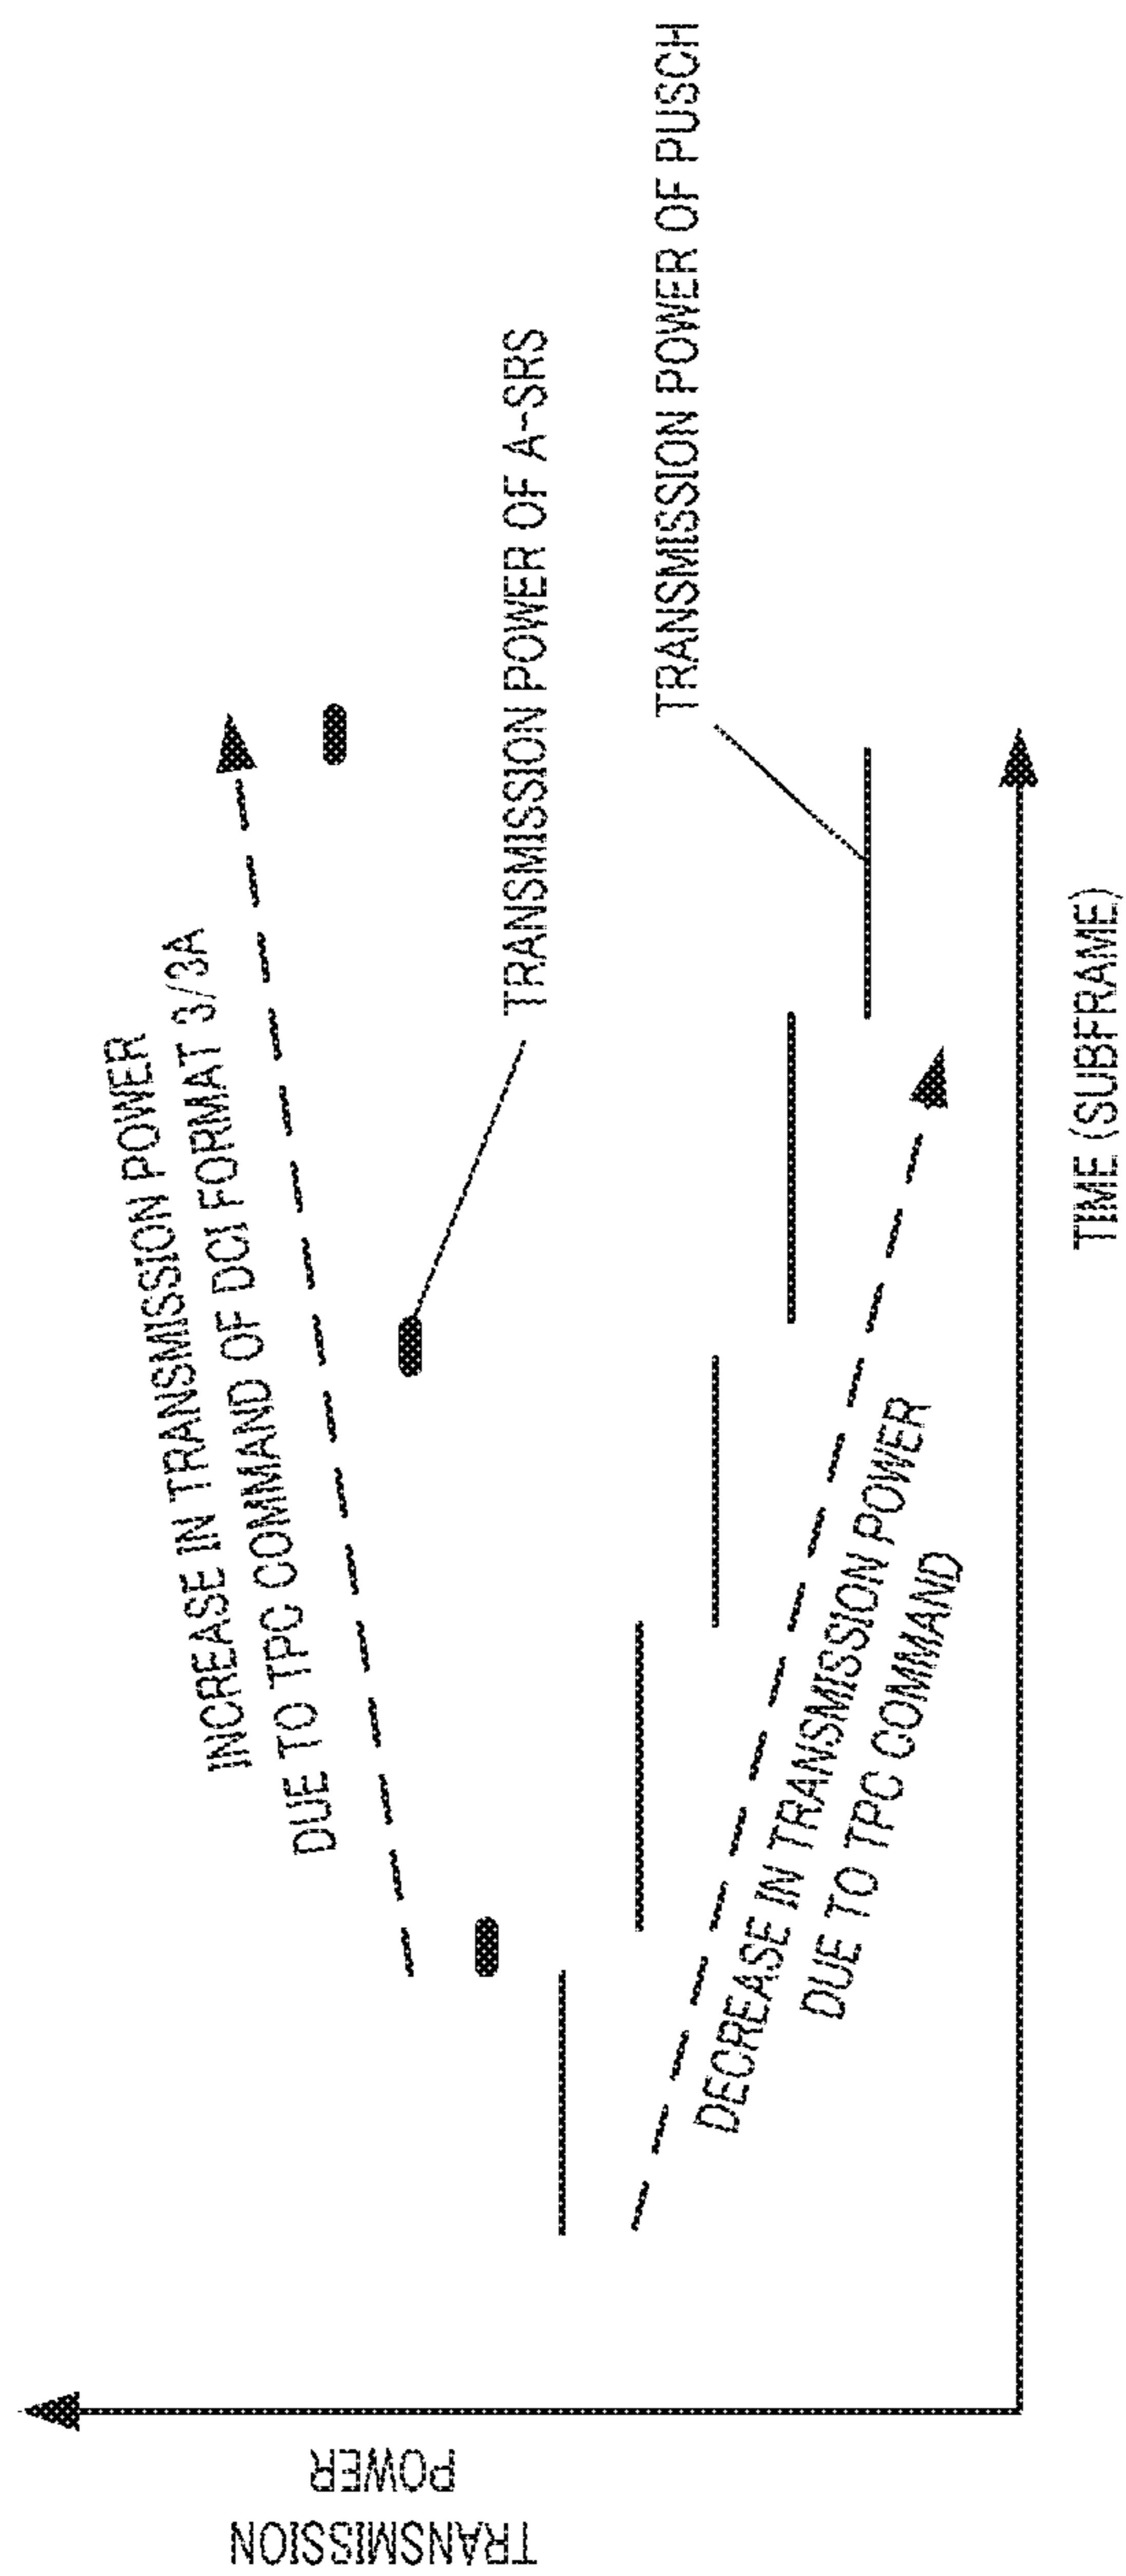 TRANSMISSION
POWER
INCREASE IN TRANSMISSION POWER
DUE TO TPC COMMAND OF DCI FORMAT 3/3A
TRANSMISSION POWER OF A-SRS
TRANSMISSION POWER OF PUSCH
DECREASE IN TRANSMISSION POWER
DUE TO TPC COMMAND
TIME (SUBFRAME)